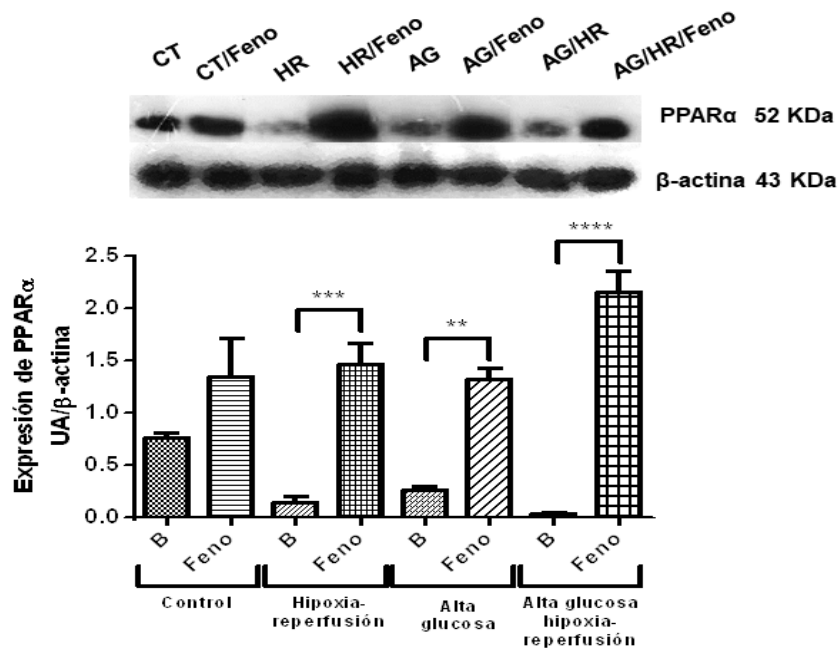 CT CT/Feno HR HR/Feno AG AG/Feno AG/HR AG/HR/Feno
PPARα 52 KDa
β-actina 43 KDa
Expresión de PPARα
UA/β-actina
2.5
2.0
1.5
1.0
0.5
0.0
***
**
****
B Feno B Feno B Feno B Feno
Control
Hipoxia-
reperfusión
Alta
glucosa
Alta glucosa
hipoxia-
reperfusión